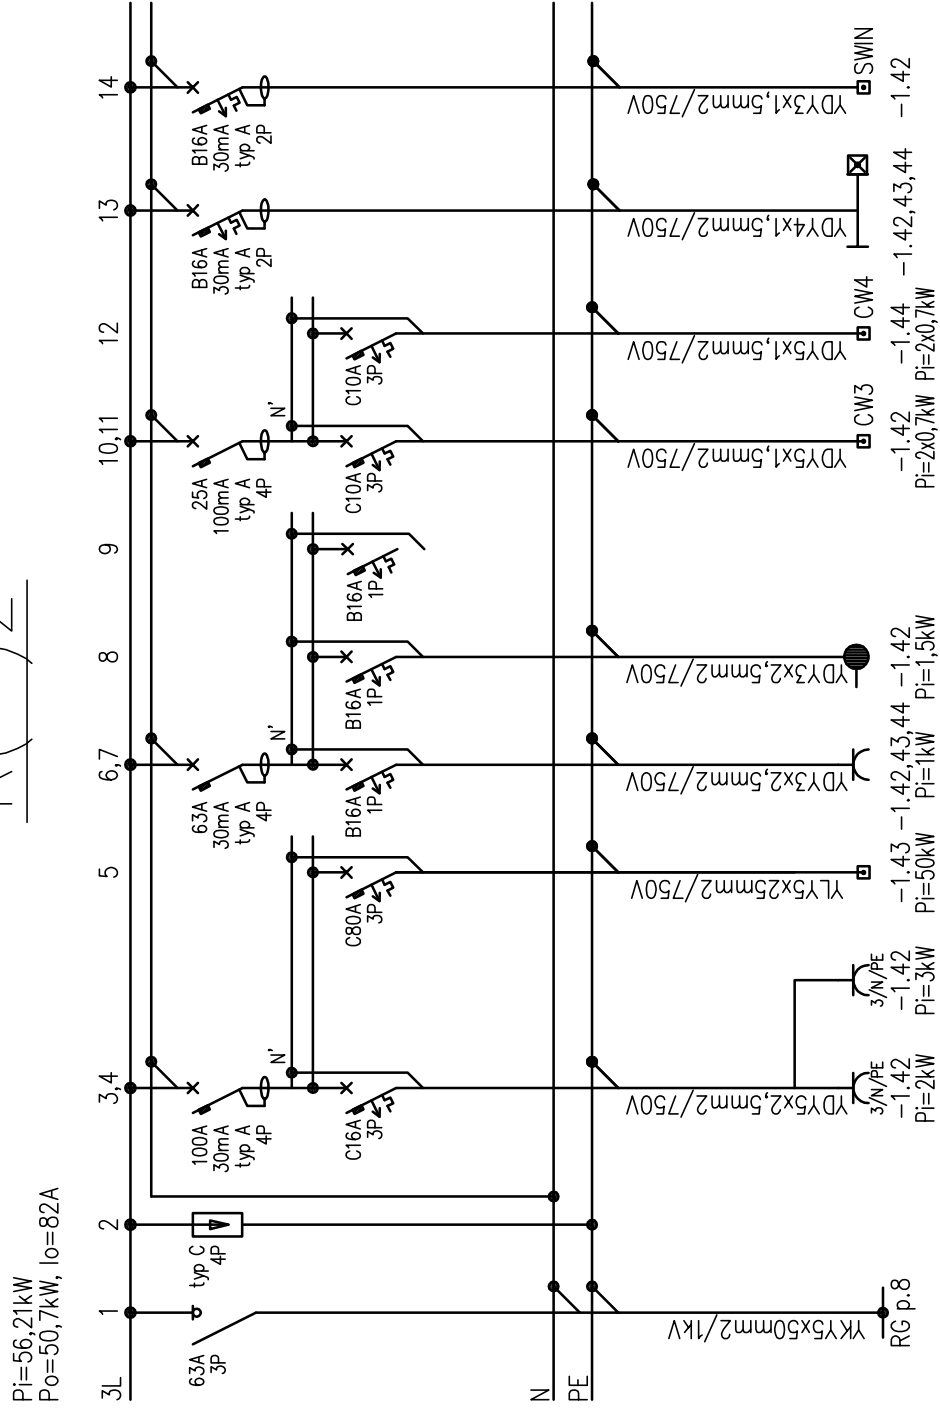 Pi=56,21kW
Po=50,7kW, Io=82A
3L
1
2
3,4
5
6,7
8
9
10,11
12
13
14
63A
3P
typ C
4P
100A
30mA
typ A
4P
63A
30mA
typ A
4P
25A
100mA
typ A
4P
B16A
30mA
typ A
2P
B16A
30mA
typ A
2P
N'
N'
N'
C16A
3P
C80A
3P
B16A
1P
B16A
1P
B16A
1P
C10A
3P
C10A
3P
N
PE
YKY5x50mm2/1kV
YDY5x2,5mm2/750V
YLY5x25mm2/750V
YDY3x2,5mm2/750V
YDY3x2,5mm2/750V
YDY5x1,5mm2/750V
YDY5x1,5mm2/750V
YDY4x1,5mm2/750V
YDY3x1,5mm2/750V
RG p.8
3/N/PE
-1.42
Pi=2kW
3/N/PE
-1.42
Pi=3kW
-1.43
Pi=50kW
-1.42,43,44
Pi=1kW
-1.42
Pi=1,5kW
CW3
-1.42
Pi=2x0,7kW
CW4
-1.44
Pi=2x0,7kW
-1.42,43,44
SWIN
-1.42